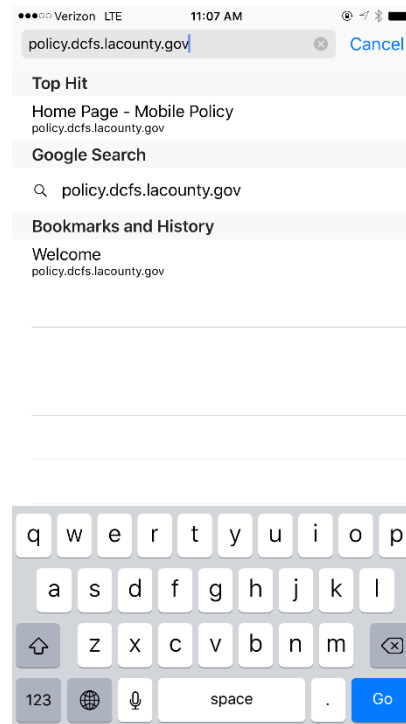 Verizon LTE 11:07 AM
policy.dcfs.lacounty.gov Cancel
Top Hit
Home Page - Mobile Policy
policy.dcfs.lacounty.gov
Google Search
policy.dcfs.lacounty.gov
Bookmarks and History
Welcome
policy.dcfs.lacounty.gov
q w e r t y u i o p
a s d f g h j k l
z x c v b n m
123 space . Go